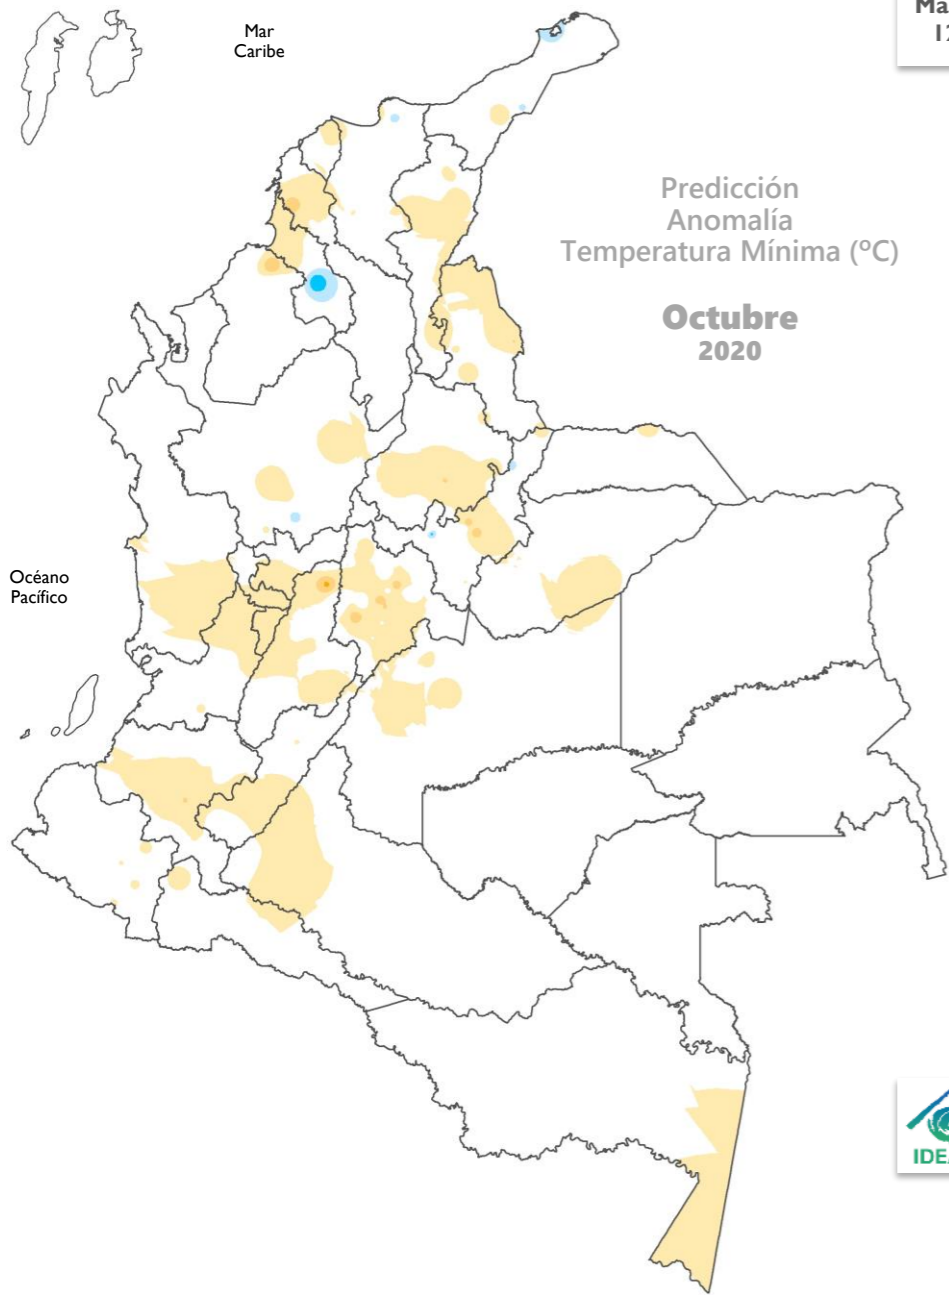 Mar
Caribe
Predicción
Anomalía
Temperatura Mínima (ºC)
Octubre
2020
Océano
Pacífico